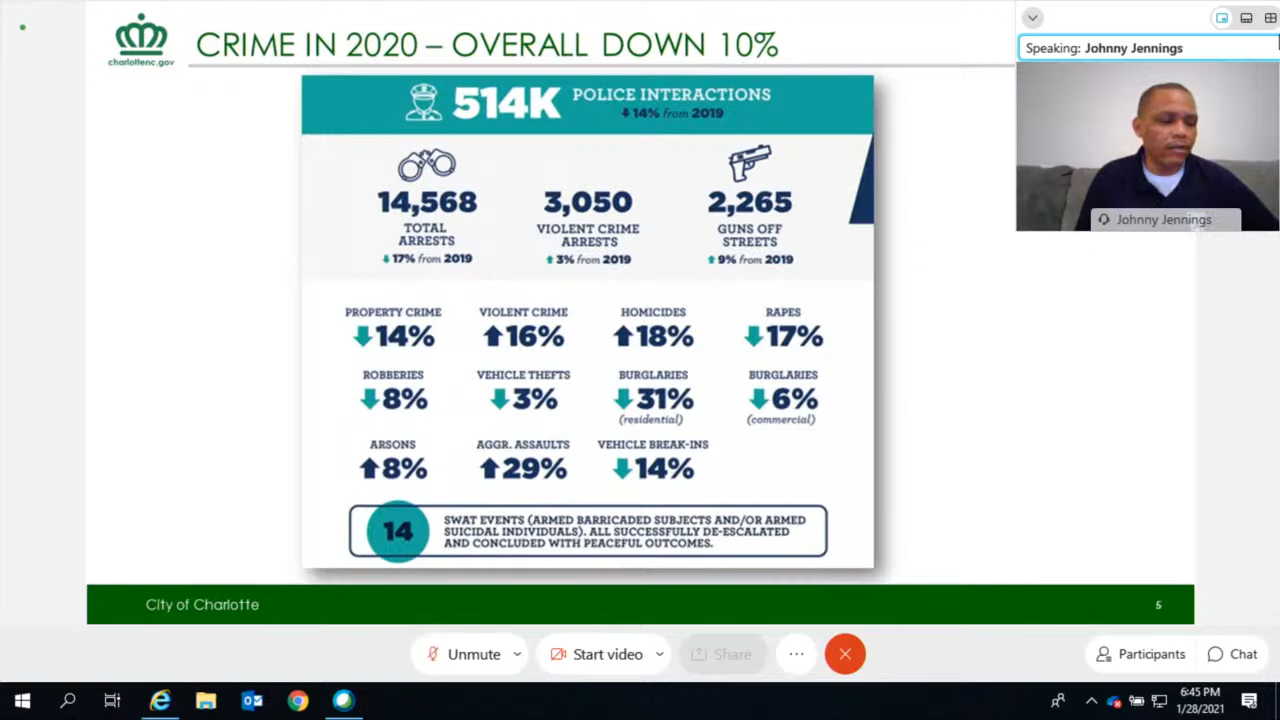 CRIME IN 2020 – OVERALL DOWN 10%
charlottenc.gov
Speaking: Johnny Jennings
Johnny Jennings
514K POLICE INTERACTIONS
14% from 2019
14,568
TOTAL
ARRESTS
17% from 2019
3,050
VIOLENT CRIME
ARRESTS
3% from 2019
2,265
GUNS OFF
STREETS
9% from 2019
PROPERTY CRIME
14%
VIOLENT CRIME
16%
HOMICIDES
18%
RAPES
17%
ROBBERIES
8%
VEHICLE THEFTS
3%
BURGLARIES
31%
(residential)
BURGLARIES
6%
(commercial)
ARSONS
8%
AGGR. ASSAULTS
29%
VEHICLE BREAK-INS
14%
14
SWAT EVENTS (ARMED BARRICADED SUBJECTS AND/OR ARMED
SUICIDAL INDIVIDUALS). ALL SUCCESSFULLY DE-ESCALATED
AND CONCLUDED WITH PEACEFUL OUTCOMES.
City of Charlotte
5
Unmute
Start video
Share
Participants
Chat
6:45 PM
1/28/2021